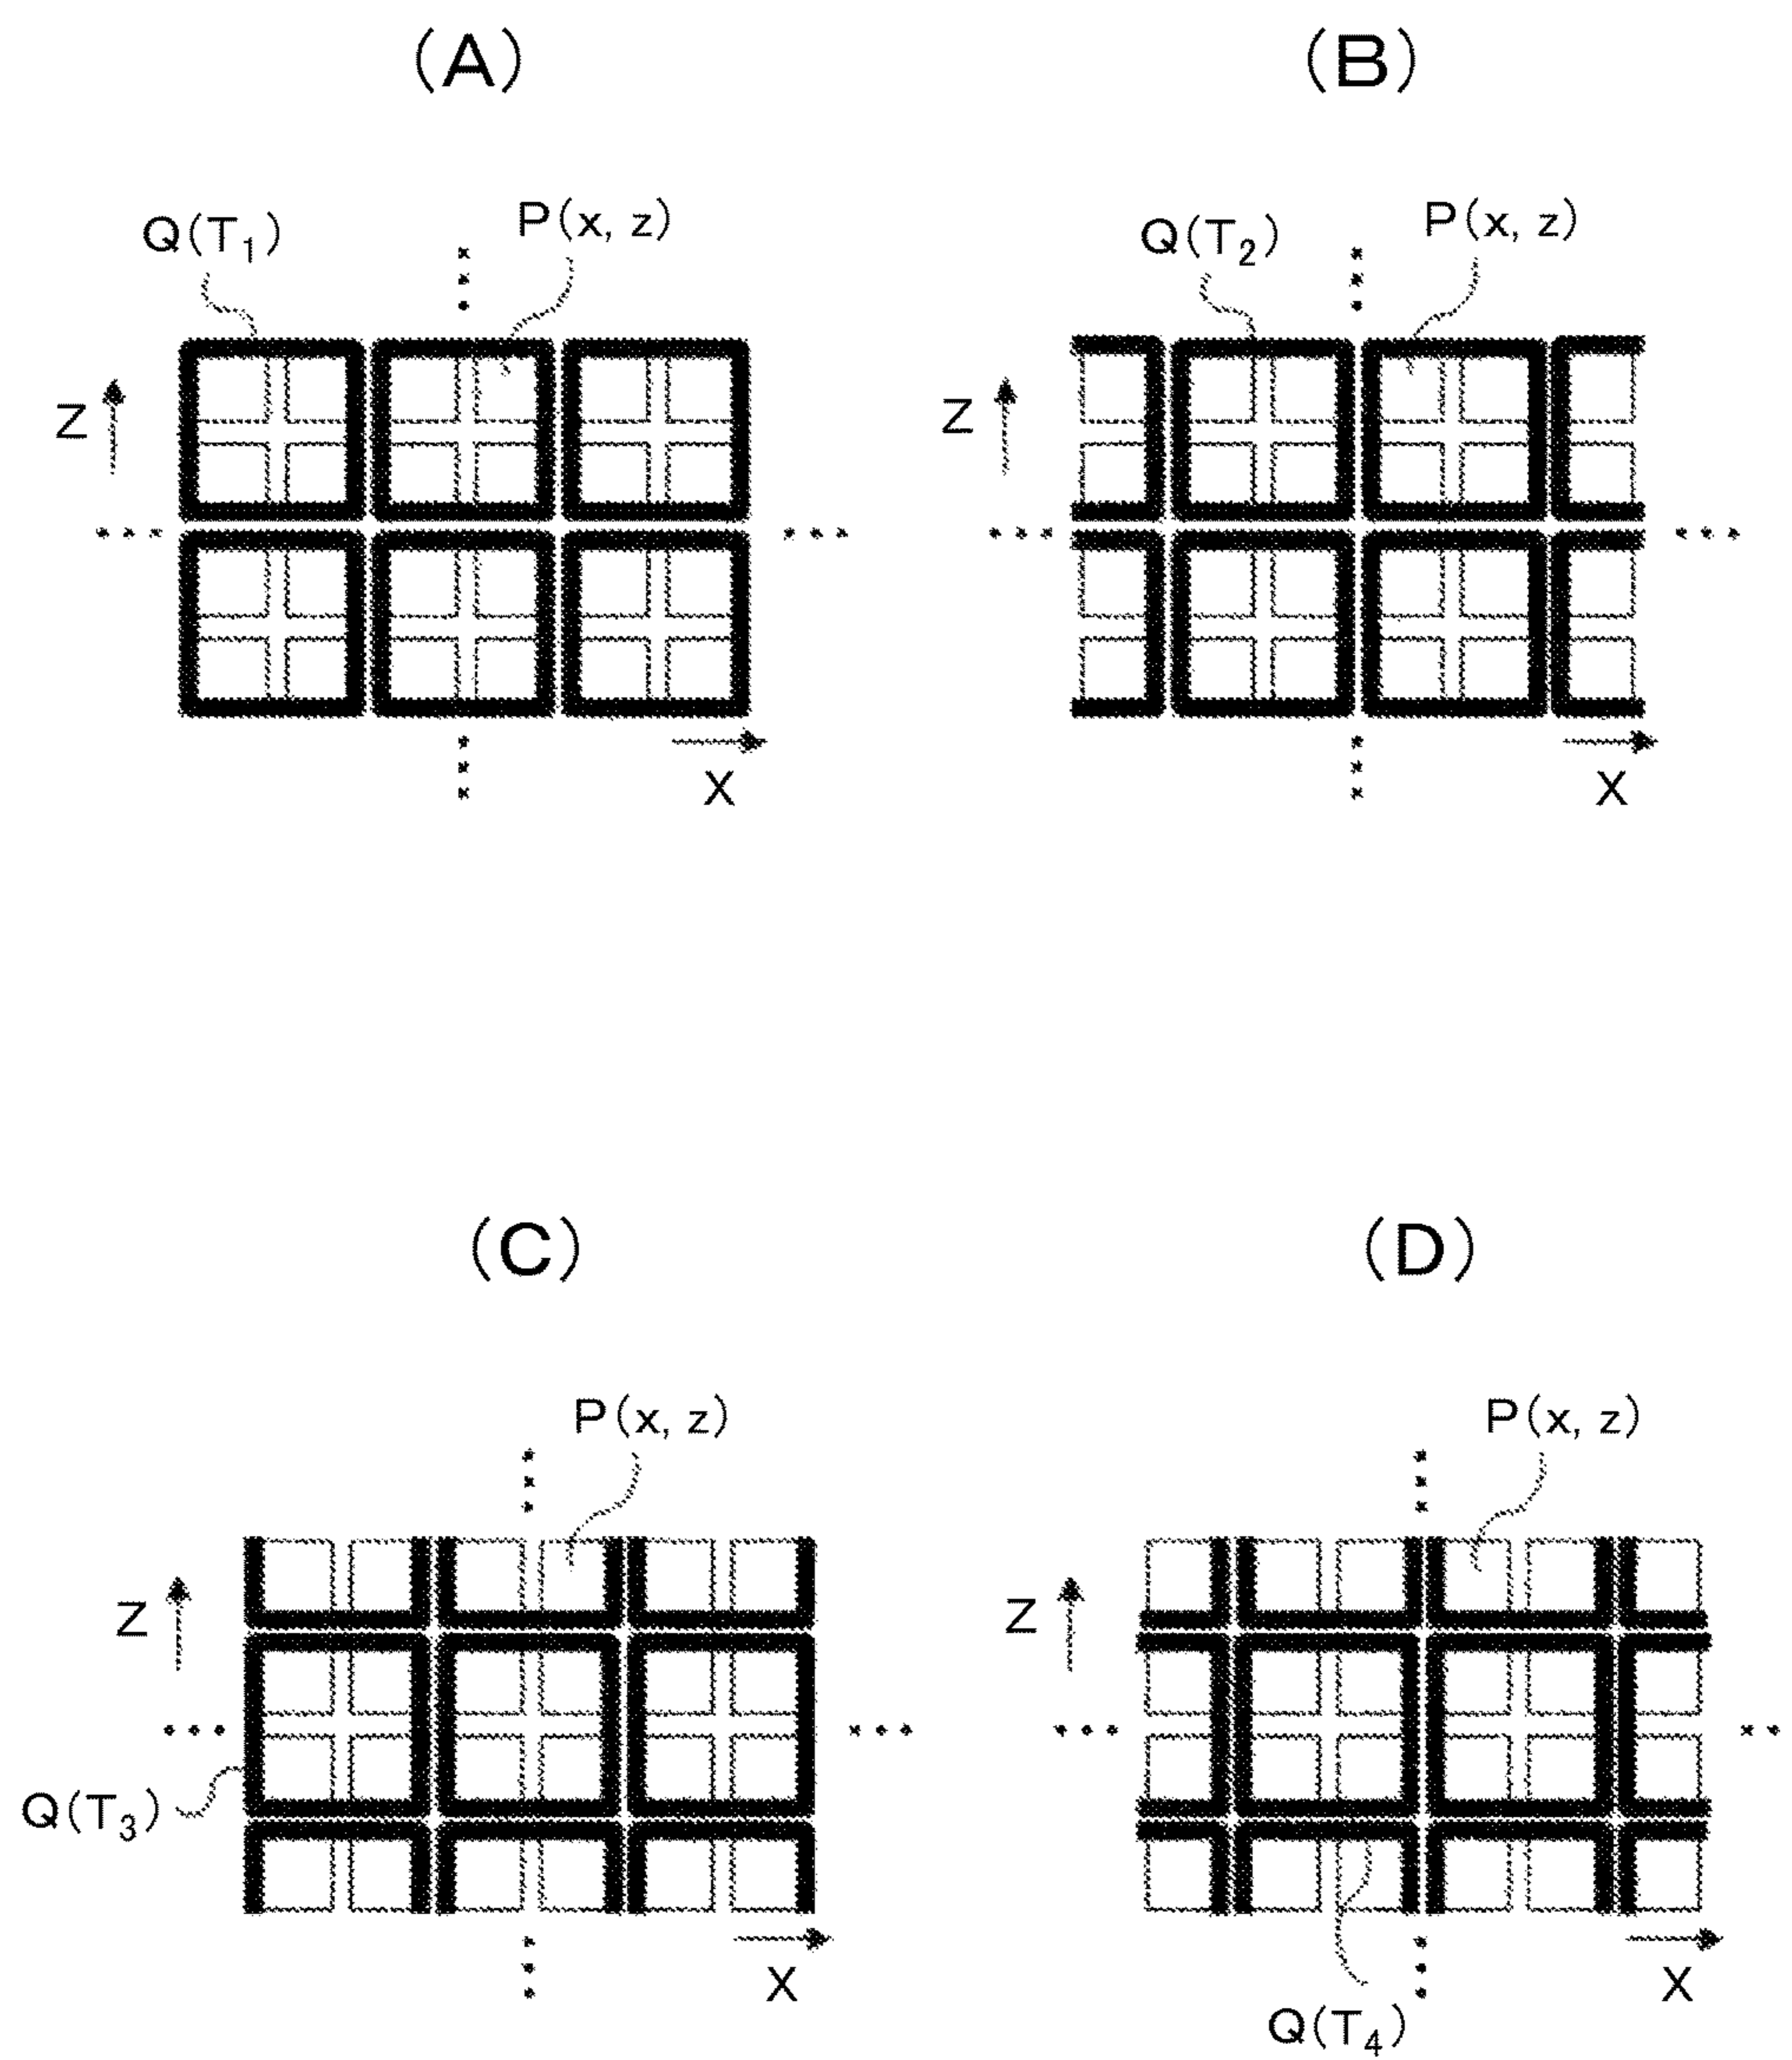 (A)
(B)
Q(T₁)
P(x, z)
Q(T₂)
P(x, z)
Z
Z
X
X
(C)
(D)
P(x, z)
P(x, z)
Z
Z
Q(T₃)
X
X
Q(T₄)